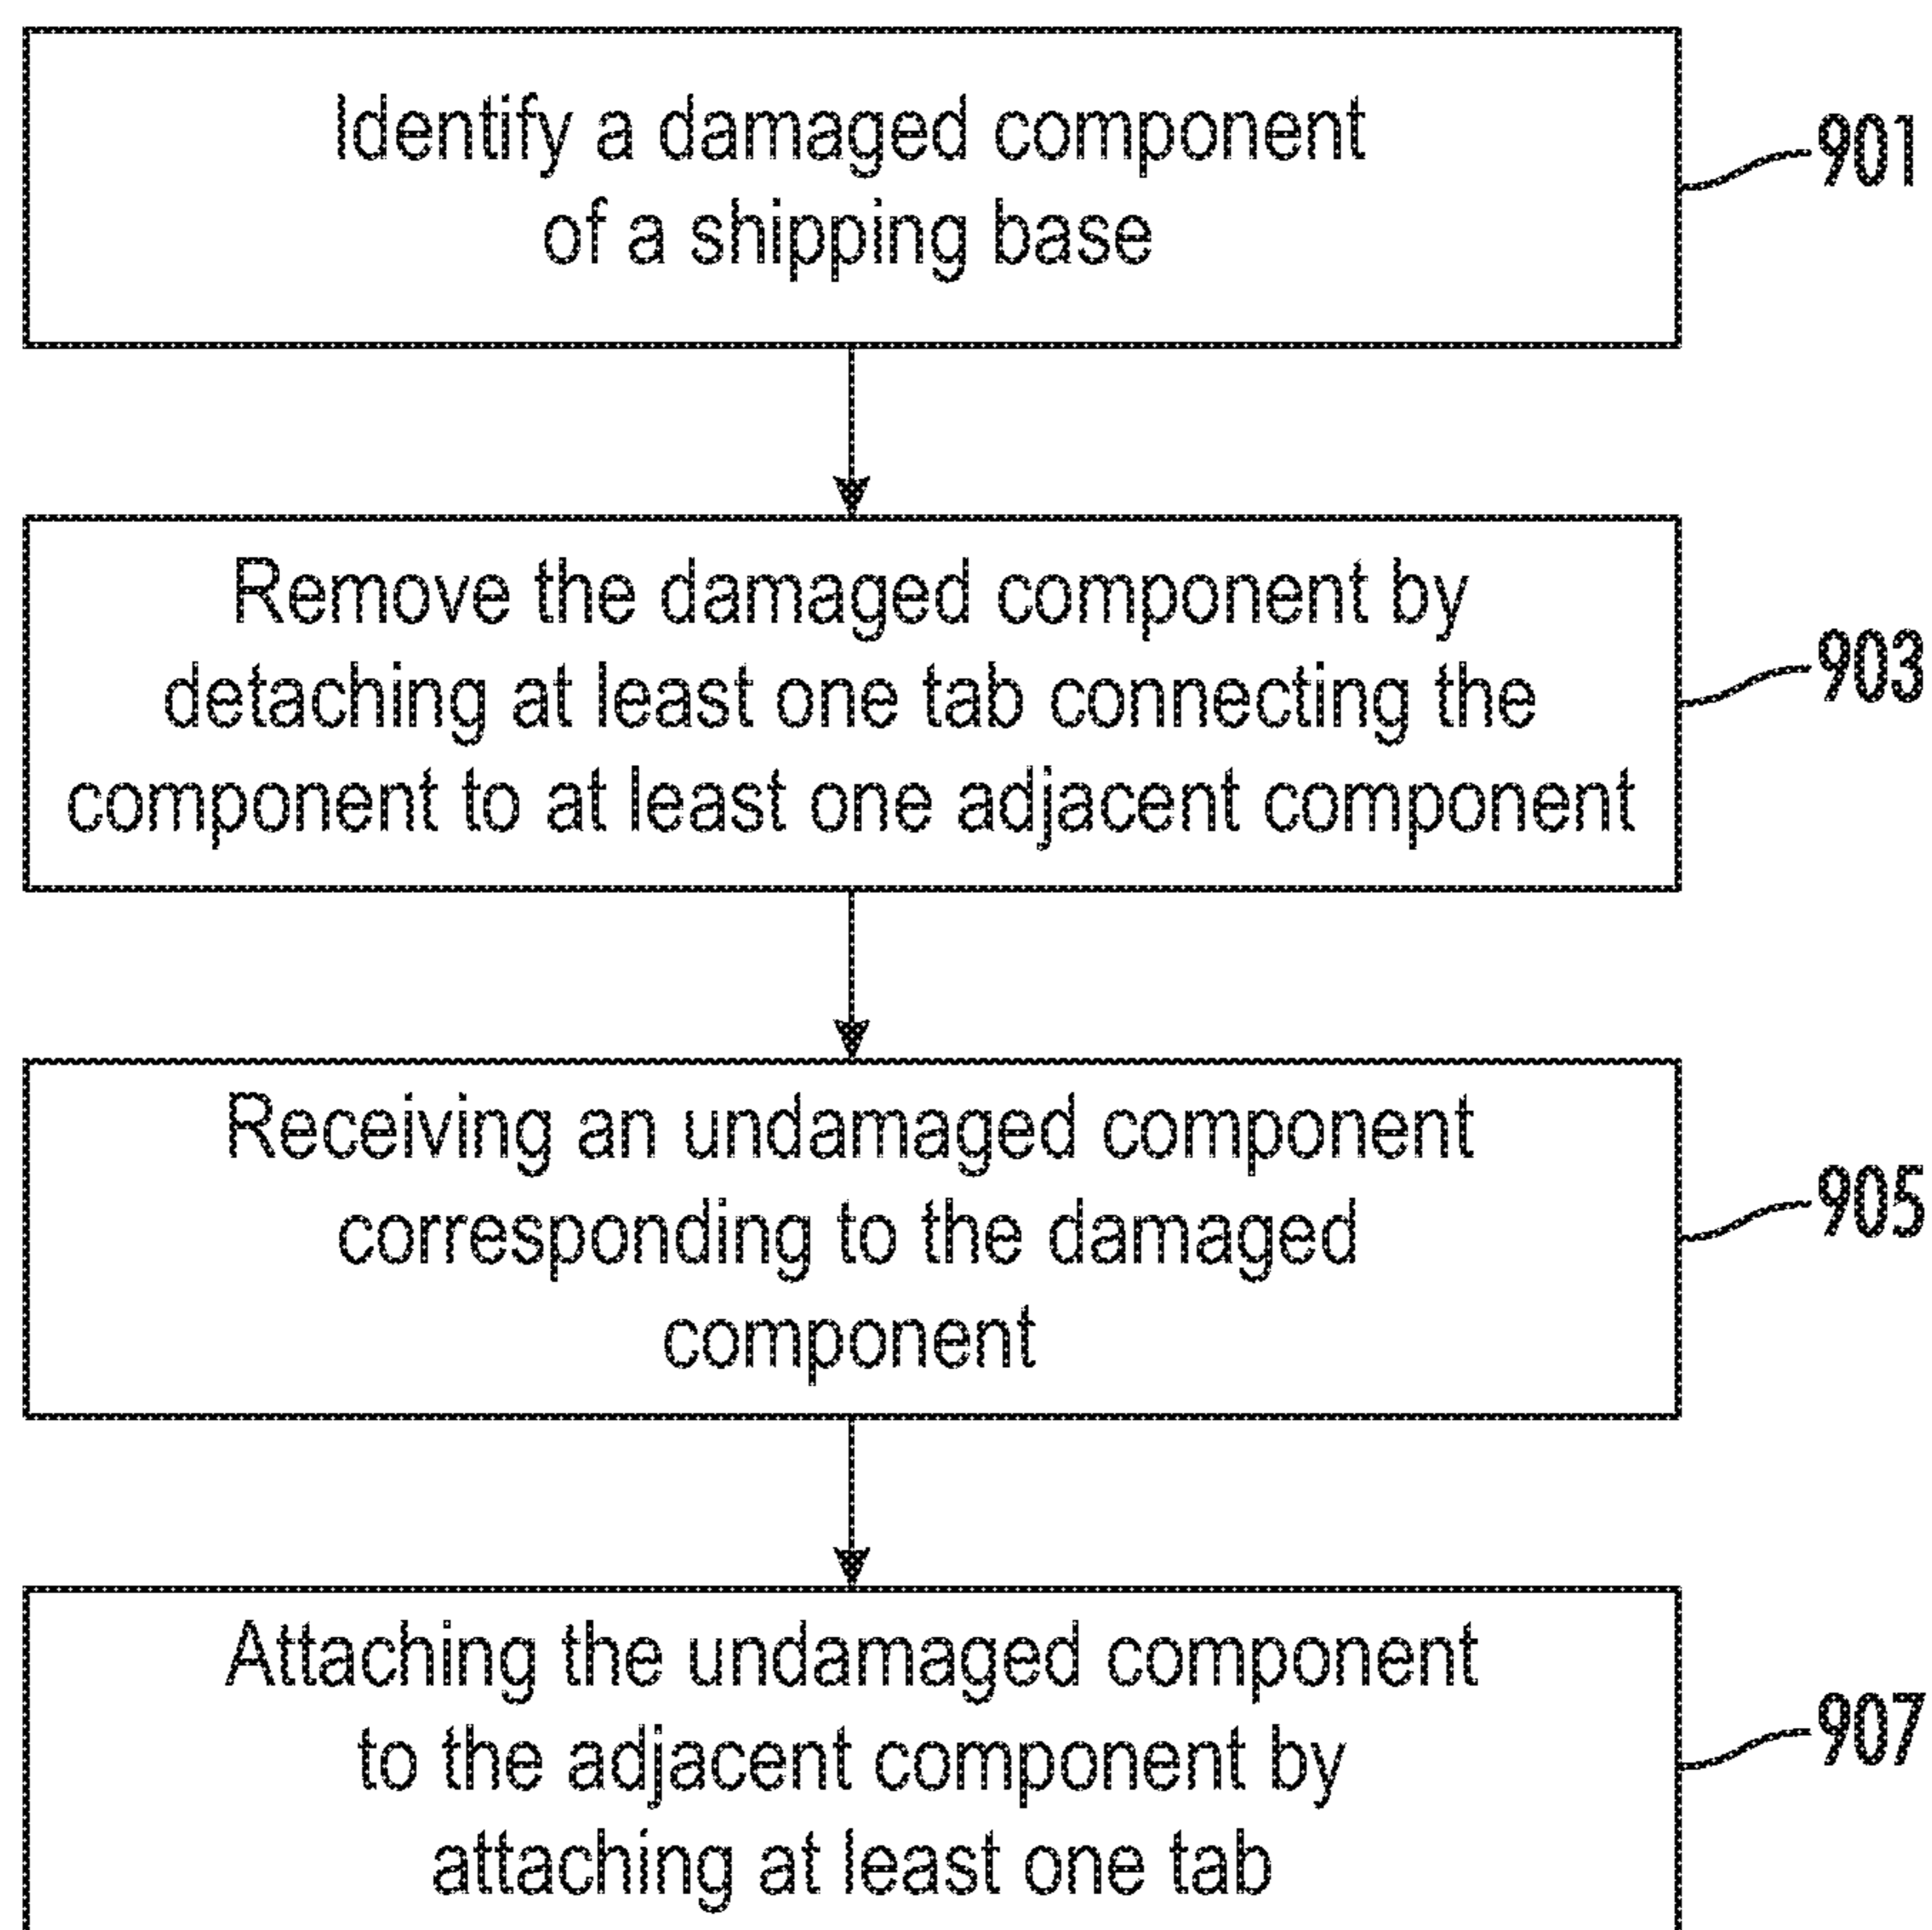 Identify a damaged component
of a shipping base
901
Remove the damaged component by
detaching at least one tab connecting the
component to at least one adjacent component
903
Receiving an undamaged component
corresponding to the damaged
component
905
Attaching the undamaged component
to the adjacent component by
attaching at least one tab
907